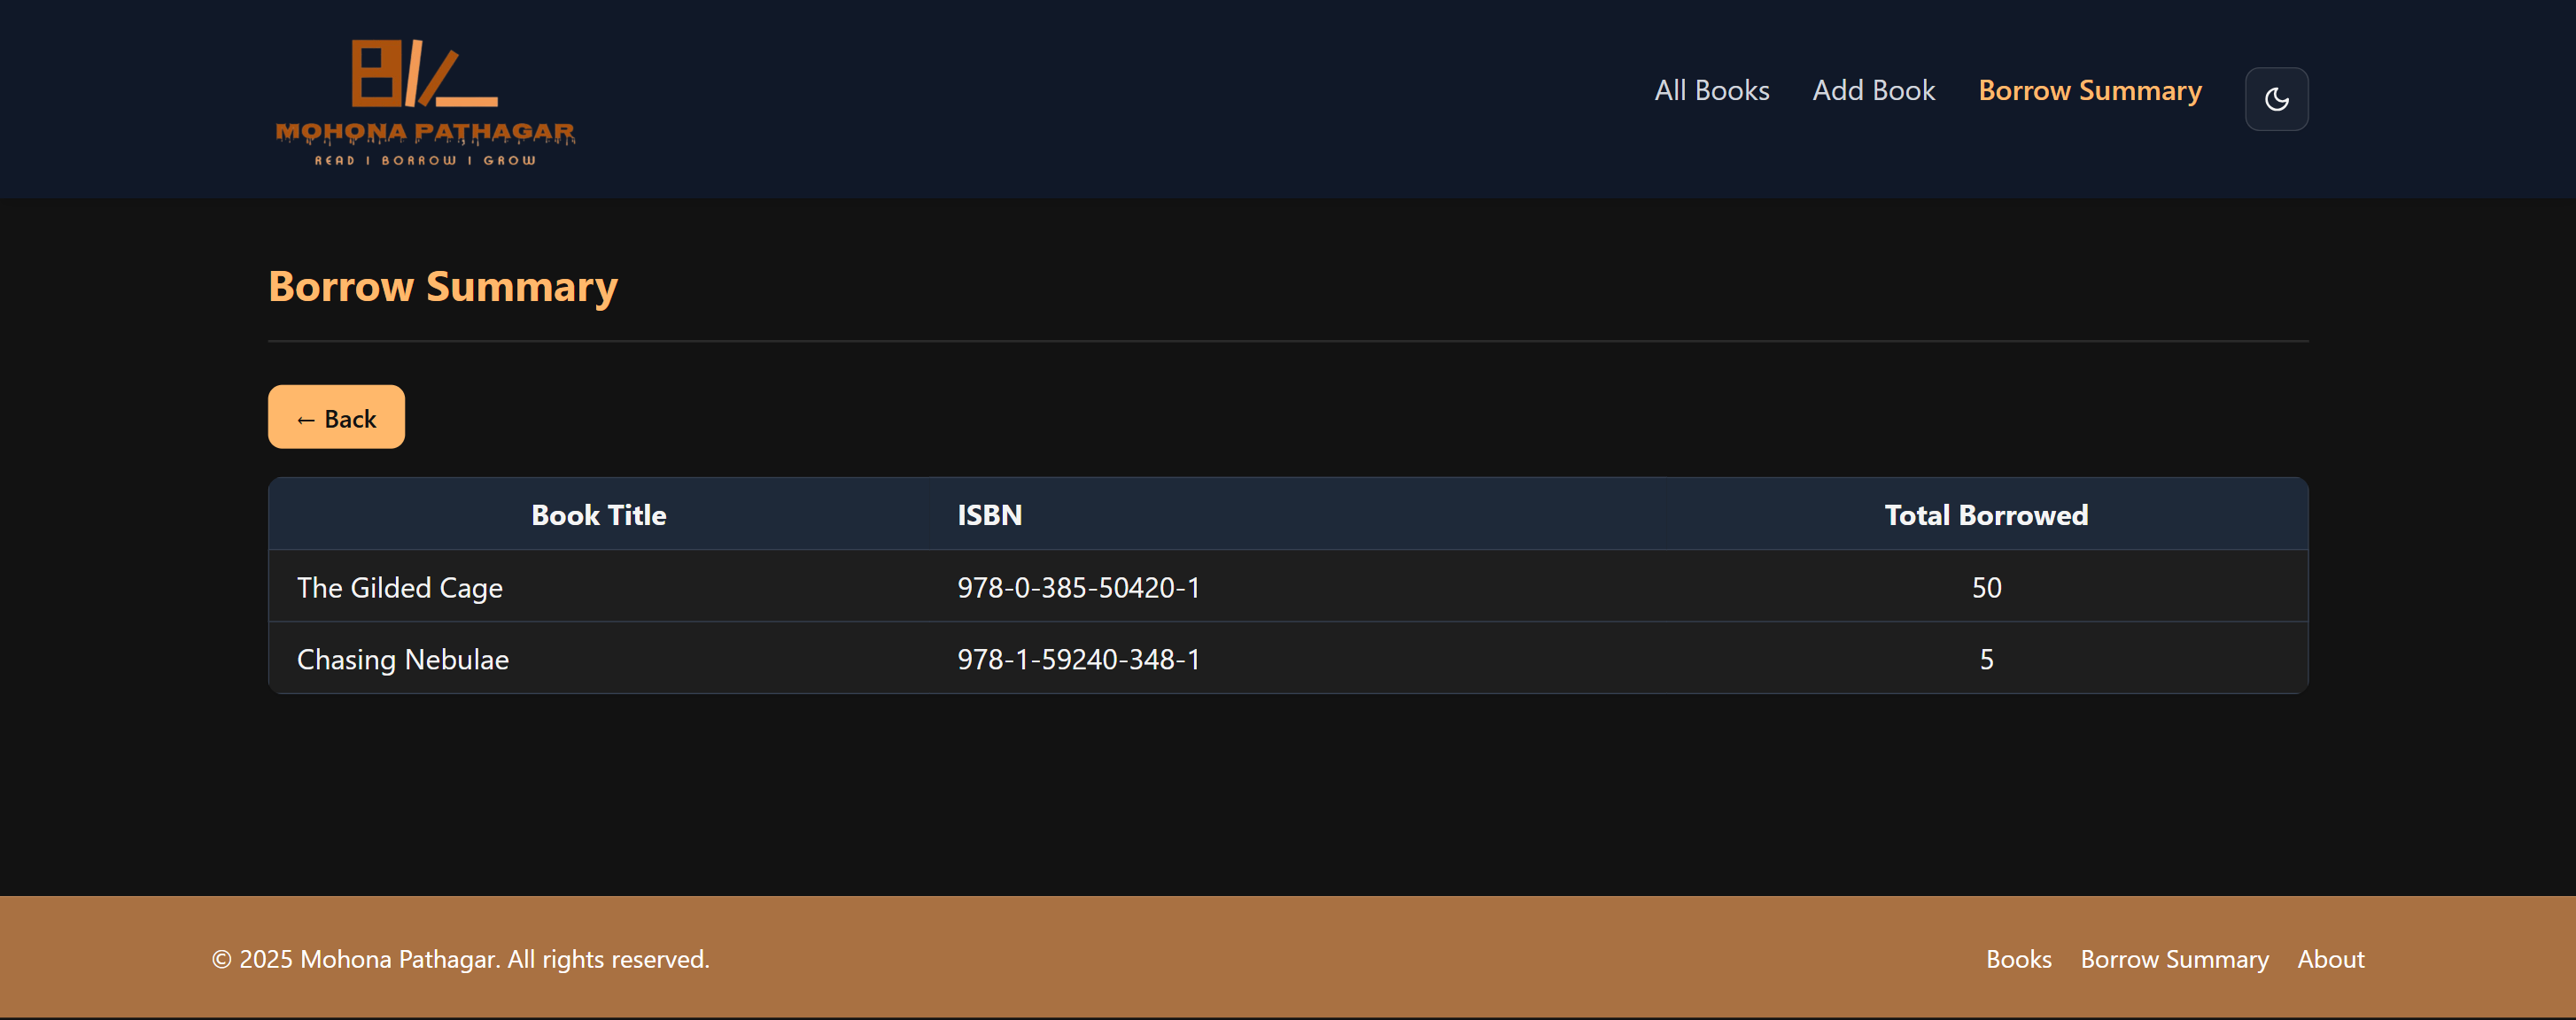 MOHONA PATHAGAR
READ | BORROW | GROW
All Books Add Book Borrow Summary
Borrow Summary
← Back
Book Title ISBN Total Borrowed
The Gilded Cage 978-0-385-50420-1 50
Chasing Nebulae 978-1-59240-348-1 5
© 2025 Mohona Pathagar. All rights reserved.
Books Borrow Summary About